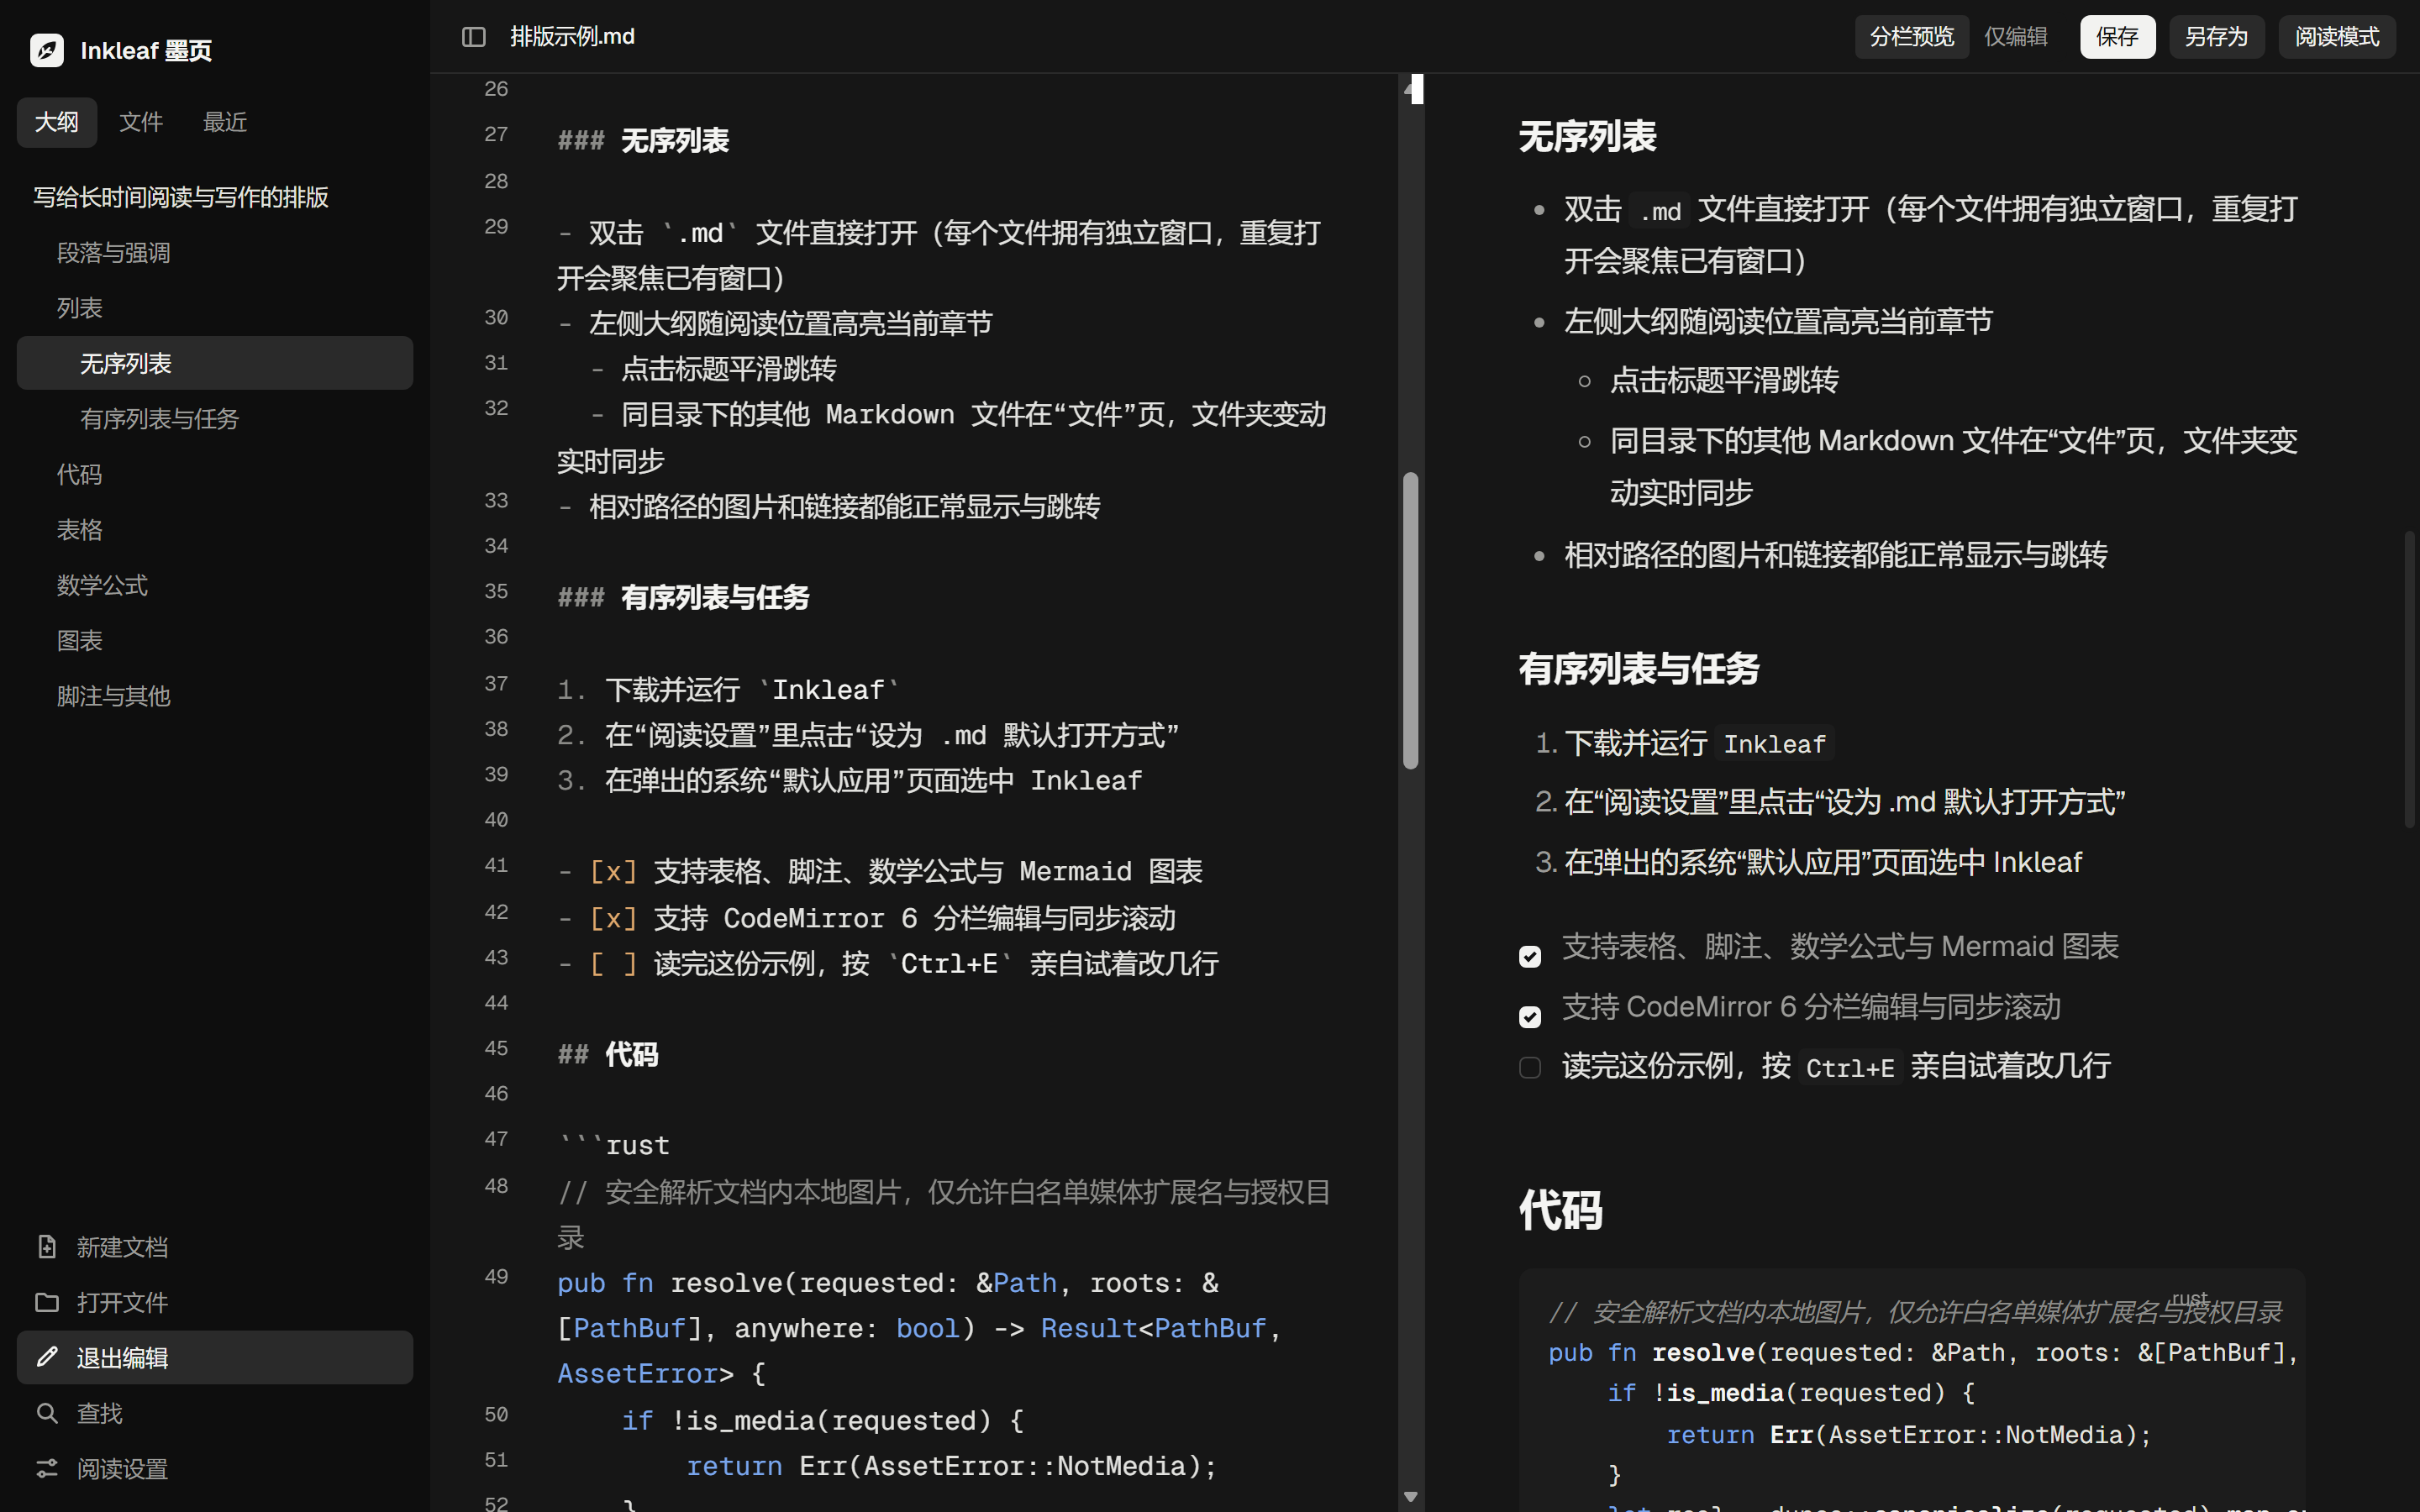 Inkleaf 墨页
大纲 文件 最近
写给长时间阅读与写作的排版
段落与强调
列表
无序列表
有序列表与任务
代码
表格
数学公式
图表
脚注与其他
新建文档
打开文件
退出编辑
查找
阅读设置
排版示例.md
分栏预览 仅编辑 保存 另存为 阅读模式
26
27 ### 无序列表
28
29 - 双击 `.md` 文件直接打开（每个文件拥有独立窗口，重复打
开会聚焦已有窗口）
30 - 左侧大纲随阅读位置高亮当前章节
31   - 点击标题平滑跳转
32   - 同目录下的其他 Markdown 文件在“文件”页，文件夹变动
实时同步
33 - 相对路径的图片和链接都能正常显示与跳转
34
35 ### 有序列表与任务
36
37 1. 下载并运行 `Inkleaf`
38 2. 在“阅读设置”里点击“设为 .md 默认打开方式”
39 3. 在弹出的系统“默认应用”页面选中 Inkleaf
40
41 - [x] 支持表格、脚注、数学公式与 Mermaid 图表
42 - [x] 支持 CodeMirror 6 分栏编辑与同步滚动
43 - [ ] 读完这份示例，按 `Ctrl+E` 亲自试着改几行
44
45 ## 代码
46
47 ```rust
48 // 安全解析文档内本地图片，仅允许白名单媒体扩展名与授权目
录
49 pub fn resolve(requested: &Path, roots: &
[PathBuf], anywhere: bool) -> Result<PathBuf,
AssetError> {
50     if !is_media(requested) {
51         return Err(AssetError::NotMedia);
52     }
无序列表
双击 .md 文件直接打开（每个文件拥有独立窗口，重复打
开会聚焦已有窗口）
左侧大纲随阅读位置高亮当前章节
点击标题平滑跳转
同目录下的其他 Markdown 文件在“文件”页，文件夹变
动实时同步
相对路径的图片和链接都能正常显示与跳转
有序列表与任务
1. 下载并运行 Inkleaf
2. 在“阅读设置”里点击“设为 .md 默认打开方式”
3. 在弹出的系统“默认应用”页面选中 Inkleaf
支持表格、脚注、数学公式与 Mermaid 图表
支持 CodeMirror 6 分栏编辑与同步滚动
读完这份示例，按 Ctrl+E 亲自试着改几行
代码
rust
// 安全解析文档内本地图片，仅允许白名单媒体扩展名与授权目录
pub fn resolve(requested: &Path, roots: &[PathBuf],
if !is_media(requested) {
return Err(AssetError::NotMedia);
}